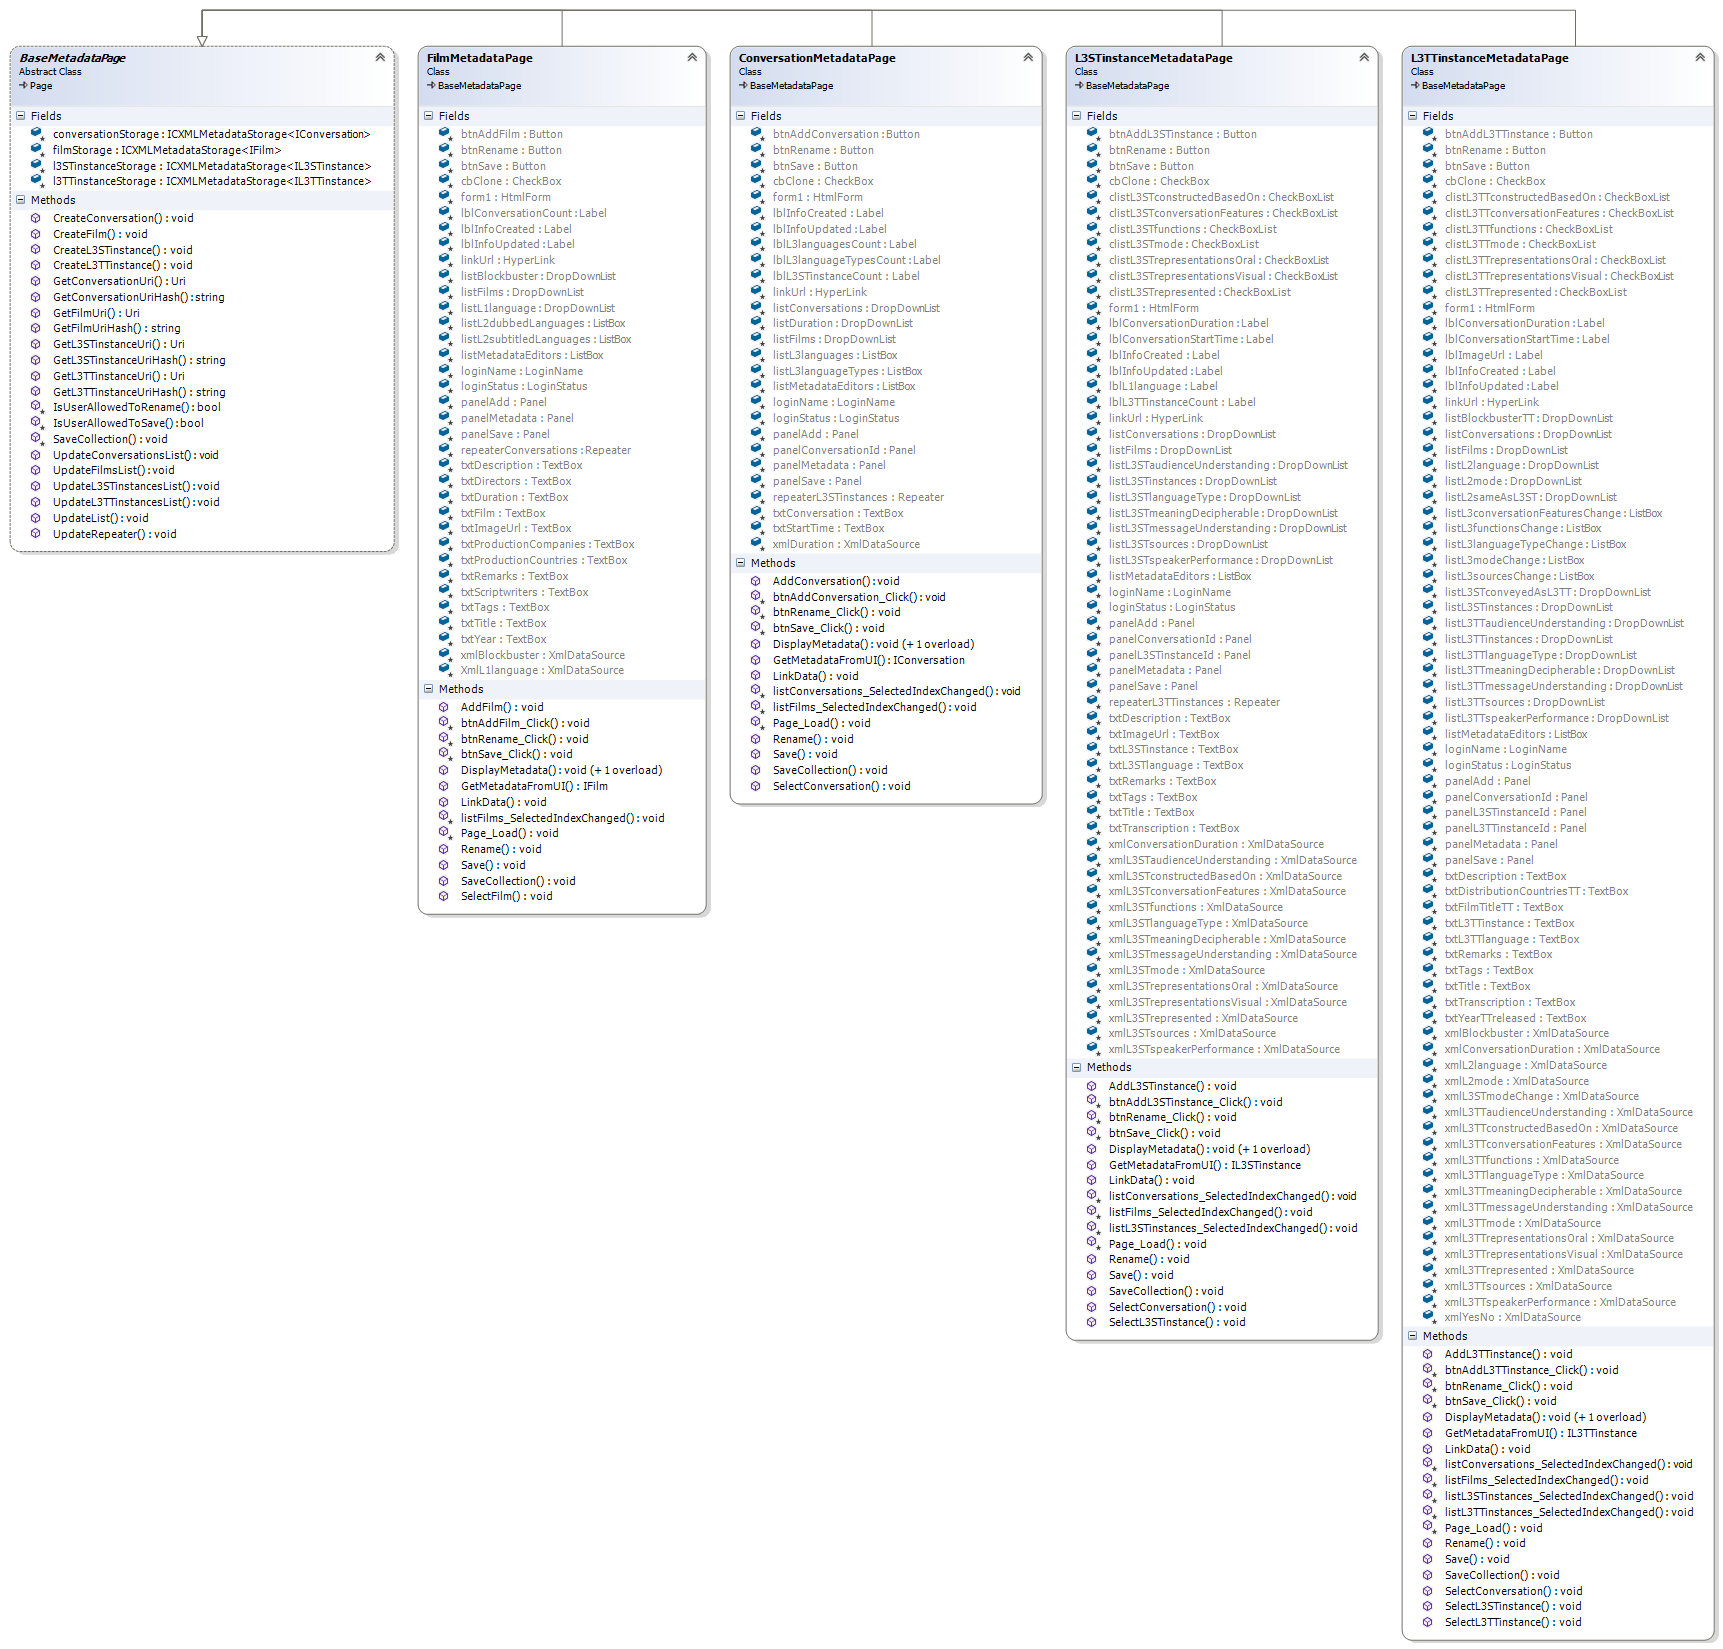 BaseMetadataPage
Abstract Class
Page
Fields
conversationStorage : ICXMLMetadataStorage<IConversation>
filmStorage : ICXMLMetadataStorage<IFilm>
l3STinstanceStorage : ICXMLMetadataStorage<IL3STinstance>
l3TTinstanceStorage : ICXMLMetadataStorage<IL3TTinstance>
Methods
CreateConversation() : void
CreateFilm() : void
CreateL3STinstance() : void
CreateL3TTinstance() : void
GetConversationUri() : Uri
GetConversationUriHash() : string
GetFilmUri() : Uri
GetFilmUriHash() : string
GetL3STinstanceUri() : Uri
GetL3STinstanceUriHash() : string
GetL3TTinstanceUri() : Uri
GetL3TTinstanceUriHash() : string
IsUserAllowedToRename() : bool
IsUserAllowedToSave() : bool
SaveCollection() : void
UpdateConversationsList() : void
UpdateFilmsList() : void
UpdateL3STinstancesList() : void
UpdateL3TTinstancesList() : void
UpdateList() : void
UpdateRepeater() : void
FilmMetadataPage
Class
BaseMetadataPage
Fields
btnAddFilm : Button
btnRename : Button
btnSave : Button
cbClone : CheckBox
form1 : HtmlForm
lblConversationCount : Label
lblInfoCreated : Label
lblInfoUpdated : Label
linkUrl : HyperLink
listBlockbuster : DropDownList
listFilms : DropDownList
listL1language : DropDownList
listL2dubbedLanguages : ListBox
listL2subtitledLanguages : ListBox
listMetadataEditors : ListBox
loginName : LoginName
loginStatus : LoginStatus
panelAdd : Panel
panelMetadata : Panel
panelSave : Panel
repeaterConversations : Repeater
txtDescription : TextBox
txtDirectors : TextBox
txtDuration : TextBox
txtFilm : TextBox
txtImageUrl : TextBox
txtProductionCompanies : TextBox
txtProductionCountries : TextBox
txtRemarks : TextBox
txtScriptwriters : TextBox
txtTags : TextBox
txtTitle : TextBox
txtYear : TextBox
xmlBlockbuster : XmlDataSource
XmlL1language : XmlDataSource
Methods
AddFilm() : void
btnAddFilm_Click() : void
btnRename_Click() : void
btnSave_Click() : void
DisplayMetadata() : void (+ 1 overload)
GetMetadataFromUI() : IFilm
LinkData() : void
listFilms_SelectedIndexChanged() : void
Page_Load() : void
Rename() : void
Save() : void
SaveCollection() : void
SelectFilm() : void
ConversationMetadataPage
Class
BaseMetadataPage
Fields
btnAddConversation : Button
btnRename : Button
btnSave : Button
cbClone : CheckBox
form1 : HtmlForm
lblInfoCreated : Label
lblInfoUpdated : Label
lblL3languagesCount : Label
lblL3languageTypesCount : Label
lblL3STinstanceCount : Label
linkUrl : HyperLink
listConversations : DropDownList
listDuration : DropDownList
listFilms : DropDownList
listL3languages : ListBox
listL3languageTypes : ListBox
listMetadataEditors : ListBox
loginName : LoginName
loginStatus : LoginStatus
panelAdd : Panel
panelConversationId : Panel
panelMetadata : Panel
panelSave : Panel
repeaterL3STinstances : Repeater
txtConversation : TextBox
txtStartTime : TextBox
xmlDuration : XmlDataSource
Methods
AddConversation() : void
btnAddConversation_Click() : void
btnRename_Click() : void
btnSave_Click() : void
DisplayMetadata() : void (+ 1 overload)
GetMetadataFromUI() : IConversation
LinkData() : void
listConversations_SelectedIndexChanged() : void
listFilms_SelectedIndexChanged() : void
Page_Load() : void
Rename() : void
Save() : void
SaveCollection() : void
SelectConversation() : void
L3STinstanceMetadataPage
Class
BaseMetadataPage
Fields
btnAddL3STinstance : Button
btnRename : Button
btnSave : Button
cbClone : CheckBox
clistL3STconstructedBasedOn : CheckBoxList
clistL3STconversationFeatures : CheckBoxList
clistL3STfunctions : CheckBoxList
clistL3STmode : CheckBoxList
clistL3STrepresentationsOral : CheckBoxList
clistL3STrepresentationsVisual : CheckBoxList
clistL3STrepresented : CheckBoxList
form1 : HtmlForm
lblConversationDuration : Label
lblConversationStartTime : Label
lblInfoCreated : Label
lblInfoUpdated : Label
lblL1language : Label
lblL3TTinstanceCount : Label
linkUrl : HyperLink
listConversations : DropDownList
listFilms : DropDownList
listL3STaudienceUnderstanding : DropDownList
listL3STinstances : DropDownList
listL3STlanguageType : DropDownList
listL3STmeaningDecipherable : DropDownList
listL3STmessageUnderstanding : DropDownList
listL3STsources : DropDownList
listL3STspeakerPerformance : DropDownList
listMetadataEditors : ListBox
loginName : LoginName
loginStatus : LoginStatus
panelAdd : Panel
panelConversationId : Panel
panelL3STinstanceId : Panel
panelMetadata : Panel
panelSave : Panel
repeaterL3TTinstances : Repeater
txtDescription : TextBox
txtImageUrl : TextBox
txtL3STinstance : TextBox
txtL3STlanguage : TextBox
txtRemarks : TextBox
txtTags : TextBox
txtTitle : TextBox
txtTranscription : TextBox
xmlConversationDuration : XmlDataSource
xmlL3STaudienceUnderstanding : XmlDataSource
xmlL3STconstructedBasedOn : XmlDataSource
xmlL3STconversationFeatures : XmlDataSource
xmlL3STfunctions : XmlDataSource
xmlL3STlanguageType : XmlDataSource
xmlL3STmeaningDecipherable : XmlDataSource
xmlL3STmessageUnderstanding : XmlDataSource
xmlL3STmode : XmlDataSource
xmlL3STrepresentationsOral : XmlDataSource
xmlL3STrepresentationsVisual : XmlDataSource
xmlL3STrepresented : XmlDataSource
xmlL3STsources : XmlDataSource
xmlL3STspeakerPerformance : XmlDataSource
Methods
AddL3STinstance() : void
btnAddL3STinstance_Click() : void
btnRename_Click() : void
btnSave_Click() : void
DisplayMetadata() : void (+ 1 overload)
GetMetadataFromUI() : IL3STinstance
LinkData() : void
listConversations_SelectedIndexChanged() : void
listFilms_SelectedIndexChanged() : void
listL3STinstances_SelectedIndexChanged() : void
Page_Load() : void
Rename() : void
Save() : void
SaveCollection() : void
SelectConversation() : void
SelectL3STinstance() : void
L3TTinstanceMetadataPage
Class
BaseMetadataPage
Fields
btnAddL3TTinstance : Button
btnRename : Button
btnSave : Button
cbClone : CheckBox
clistL3TTconstructedBasedOn : CheckBoxList
clistL3TTconversationFeatures : CheckBoxList
clistL3TTfunctions : CheckBoxList
clistL3TTmode : CheckBoxList
clistL3TTrepresentationsOral : CheckBoxList
clistL3TTrepresentationsVisual : CheckBoxList
clistL3TTrepresented : CheckBoxList
form1 : HtmlForm
lblConversationDuration : Label
lblConversationStartTime : Label
lblImageUrl : Label
lblInfoCreated : Label
lblInfoUpdated : Label
linkUrl : HyperLink
listBlockbusterTT : DropDownList
listConversations : DropDownList
listFilms : DropDownList
listL2language : DropDownList
listL2mode : DropDownList
listL2sameAsL3ST : DropDownList
listL3conversationFeaturesChange : ListBox
listL3functionsChange : ListBox
listL3languageTypeChange : ListBox
listL3modeChange : ListBox
listL3sourcesChange : ListBox
listL3STconveyedAsL3TT : DropDownList
listL3STinstances : DropDownList
listL3TTaudienceUnderstanding : DropDownList
listL3TTinstances : DropDownList
listL3TTlanguageType : DropDownList
listL3TTmeaningDecipherable : DropDownList
listL3TTmessageUnderstanding : DropDownList
listL3TTsources : DropDownList
listL3TTspeakerPerformance : DropDownList
listMetadataEditors : ListBox
loginName : LoginName
loginStatus : LoginStatus
panelAdd : Panel
panelConversationId : Panel
panelL3STinstanceId : Panel
panelL3TTinstanceId : Panel
panelMetadata : Panel
panelSave : Panel
txtDescription : TextBox
txtDistributionCountriesTT : TextBox
txtFilmTitleTT : TextBox
txtL3TTinstance : TextBox
txtL3TTlanguage : TextBox
txtRemarks : TextBox
txtTags : TextBox
txtTitle : TextBox
txtTranscription : TextBox
txtYearTTreleased : TextBox
xmlBlockbuster : XmlDataSource
xmlConversationDuration : XmlDataSource
xmlL2language : XmlDataSource
xmlL2mode : XmlDataSource
xmlL3STmodeChange : XmlDataSource
xmlL3TTaudienceUnderstanding : XmlDataSource
xmlL3TTconstructedBasedOn : XmlDataSource
xmlL3TTconversationFeatures : XmlDataSource
xmlL3TTfunctions : XmlDataSource
xmlL3TTlanguageType : XmlDataSource
xmlL3TTmeaningDecipherable : XmlDataSource
xmlL3TTmessageUnderstanding : XmlDataSource
xmlL3TTmode : XmlDataSource
xmlL3TTrepresentationsOral : XmlDataSource
xmlL3TTrepresentationsVisual : XmlDataSource
xmlL3TTrepresented : XmlDataSource
xmlL3TTsources : XmlDataSource
xmlL3TTspeakerPerformance : XmlDataSource
xmlYesNo : XmlDataSource
Methods
AddL3TTinstance() : void
btnAddL3TTinstance_Click() : void
btnRename_Click() : void
btnSave_Click() : void
DisplayMetadata() : void (+ 1 overload)
GetMetadataFromUI() : IL3TTinstance
LinkData() : void
listConversations_SelectedIndexChanged() : void
listFilms_SelectedIndexChanged() : void
listL3STinstances_SelectedIndexChanged() : void
listL3TTinstances_SelectedIndexChanged() : void
Page_Load() : void
Rename() : void
Save() : void
SaveCollection() : void
SelectConversation() : void
SelectL3STinstance() : void
SelectL3TTinstance() : void